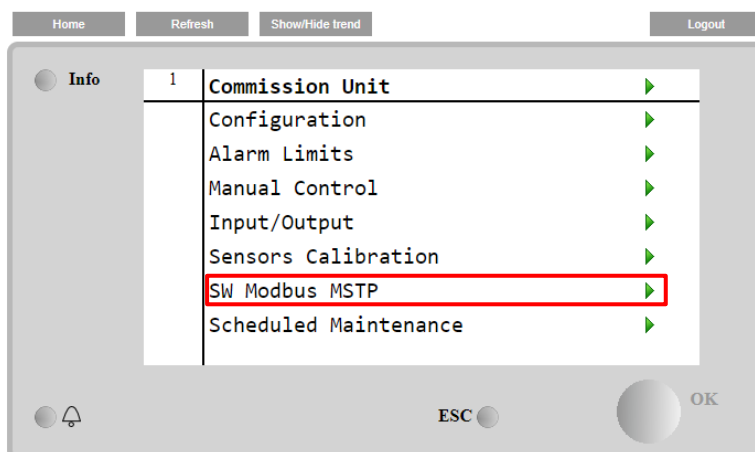 Home Refresh Show/Hide trend Logout
Info
1 Commission Unit
Configuration
Alarm Limits
Manual Control
Input/Output
Sensors Calibration
SW Modbus MSTP
Scheduled Maintenance
ESC OK